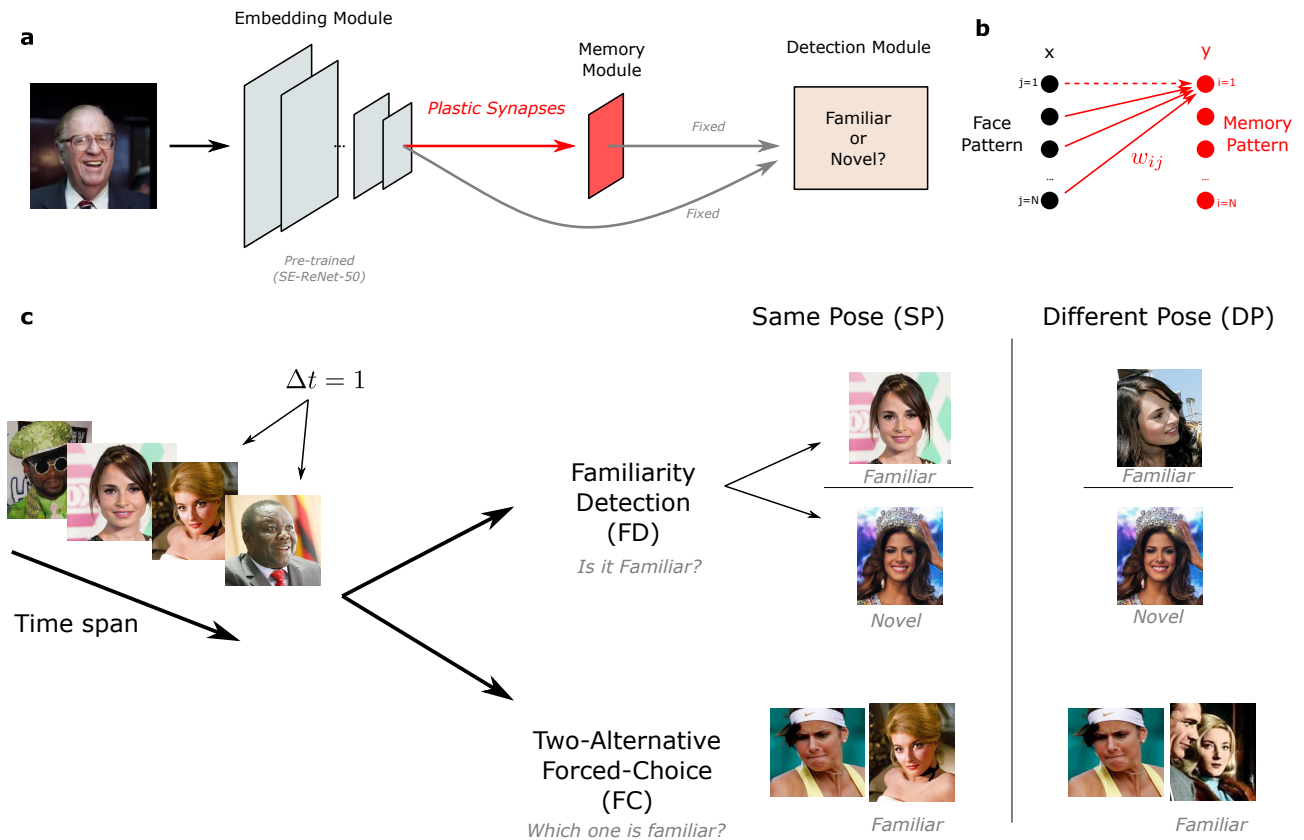 a
Embedding Module
Pre-trained
(SE-ReNet-50)
...
Plastic Synapses
Memory
Module
Fixed
Fixed
Detection Module
Familiar
or
Novel?
b
x
y
j=1
i=1
Face
Pattern
Memory
Pattern
w_{ij}
...
...
j=N
i=N
c
Δt = 1
Time span
Familiarity
Detection
(FD)
Is it Familiar?
Two-Alternative
Forced-Choice
(FC)
Which one is familiar?
Same Pose (SP)
Familiar
Novel
Familiar
Different Pose (DP)
Familiar
Novel
Familiar